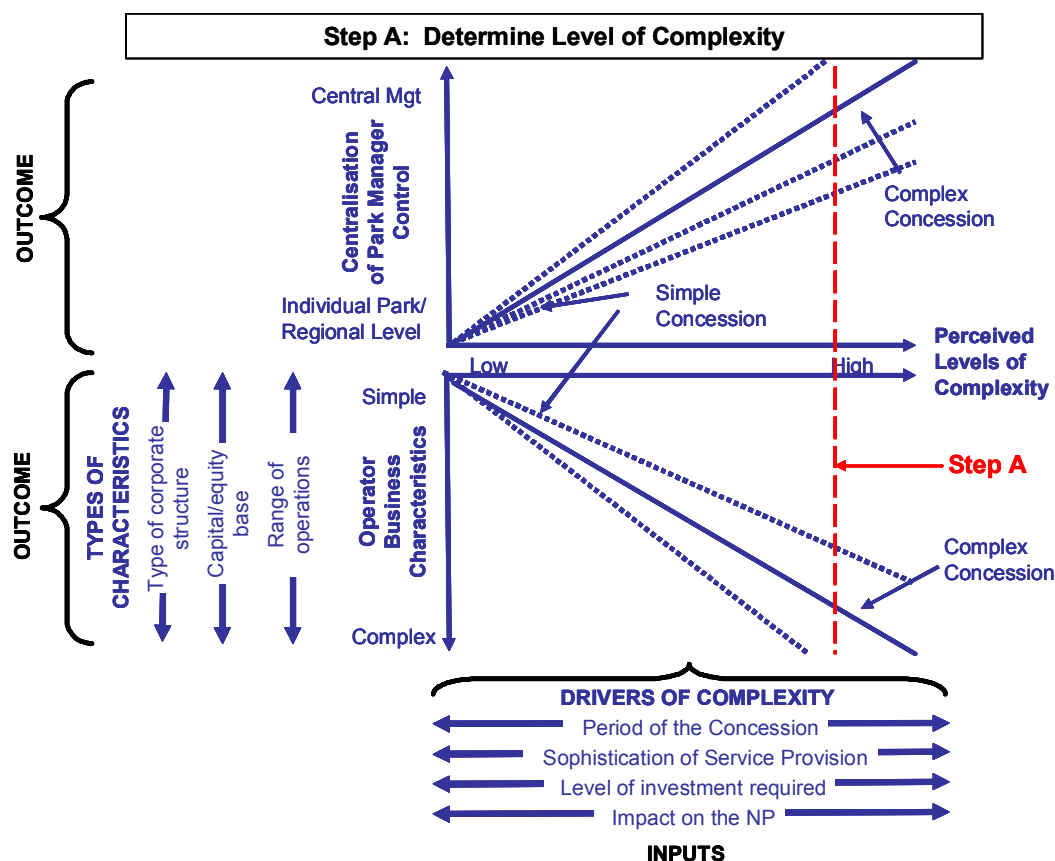 Step A: Determine Level of Complexity
OUTCOME
Central Mgt
Centralisation
of Park Manager
Control
Individual Park/
Regional Level
Complex
Concession
Simple
Concession
Perceived
Levels of
Complexity
Low
High
OUTCOME
TYPES OF
CHARACTERISTICS
Type of corporate
structure
Capital/equity
base
Range of
operations
Simple
Operator
Business
Characteristics
Complex
Step A
Complex
Concession
DRIVERS OF COMPLEXITY
Period of the Concession
Sophistication of Service Provision
Level of investment required
Impact on the NP
INPUTS